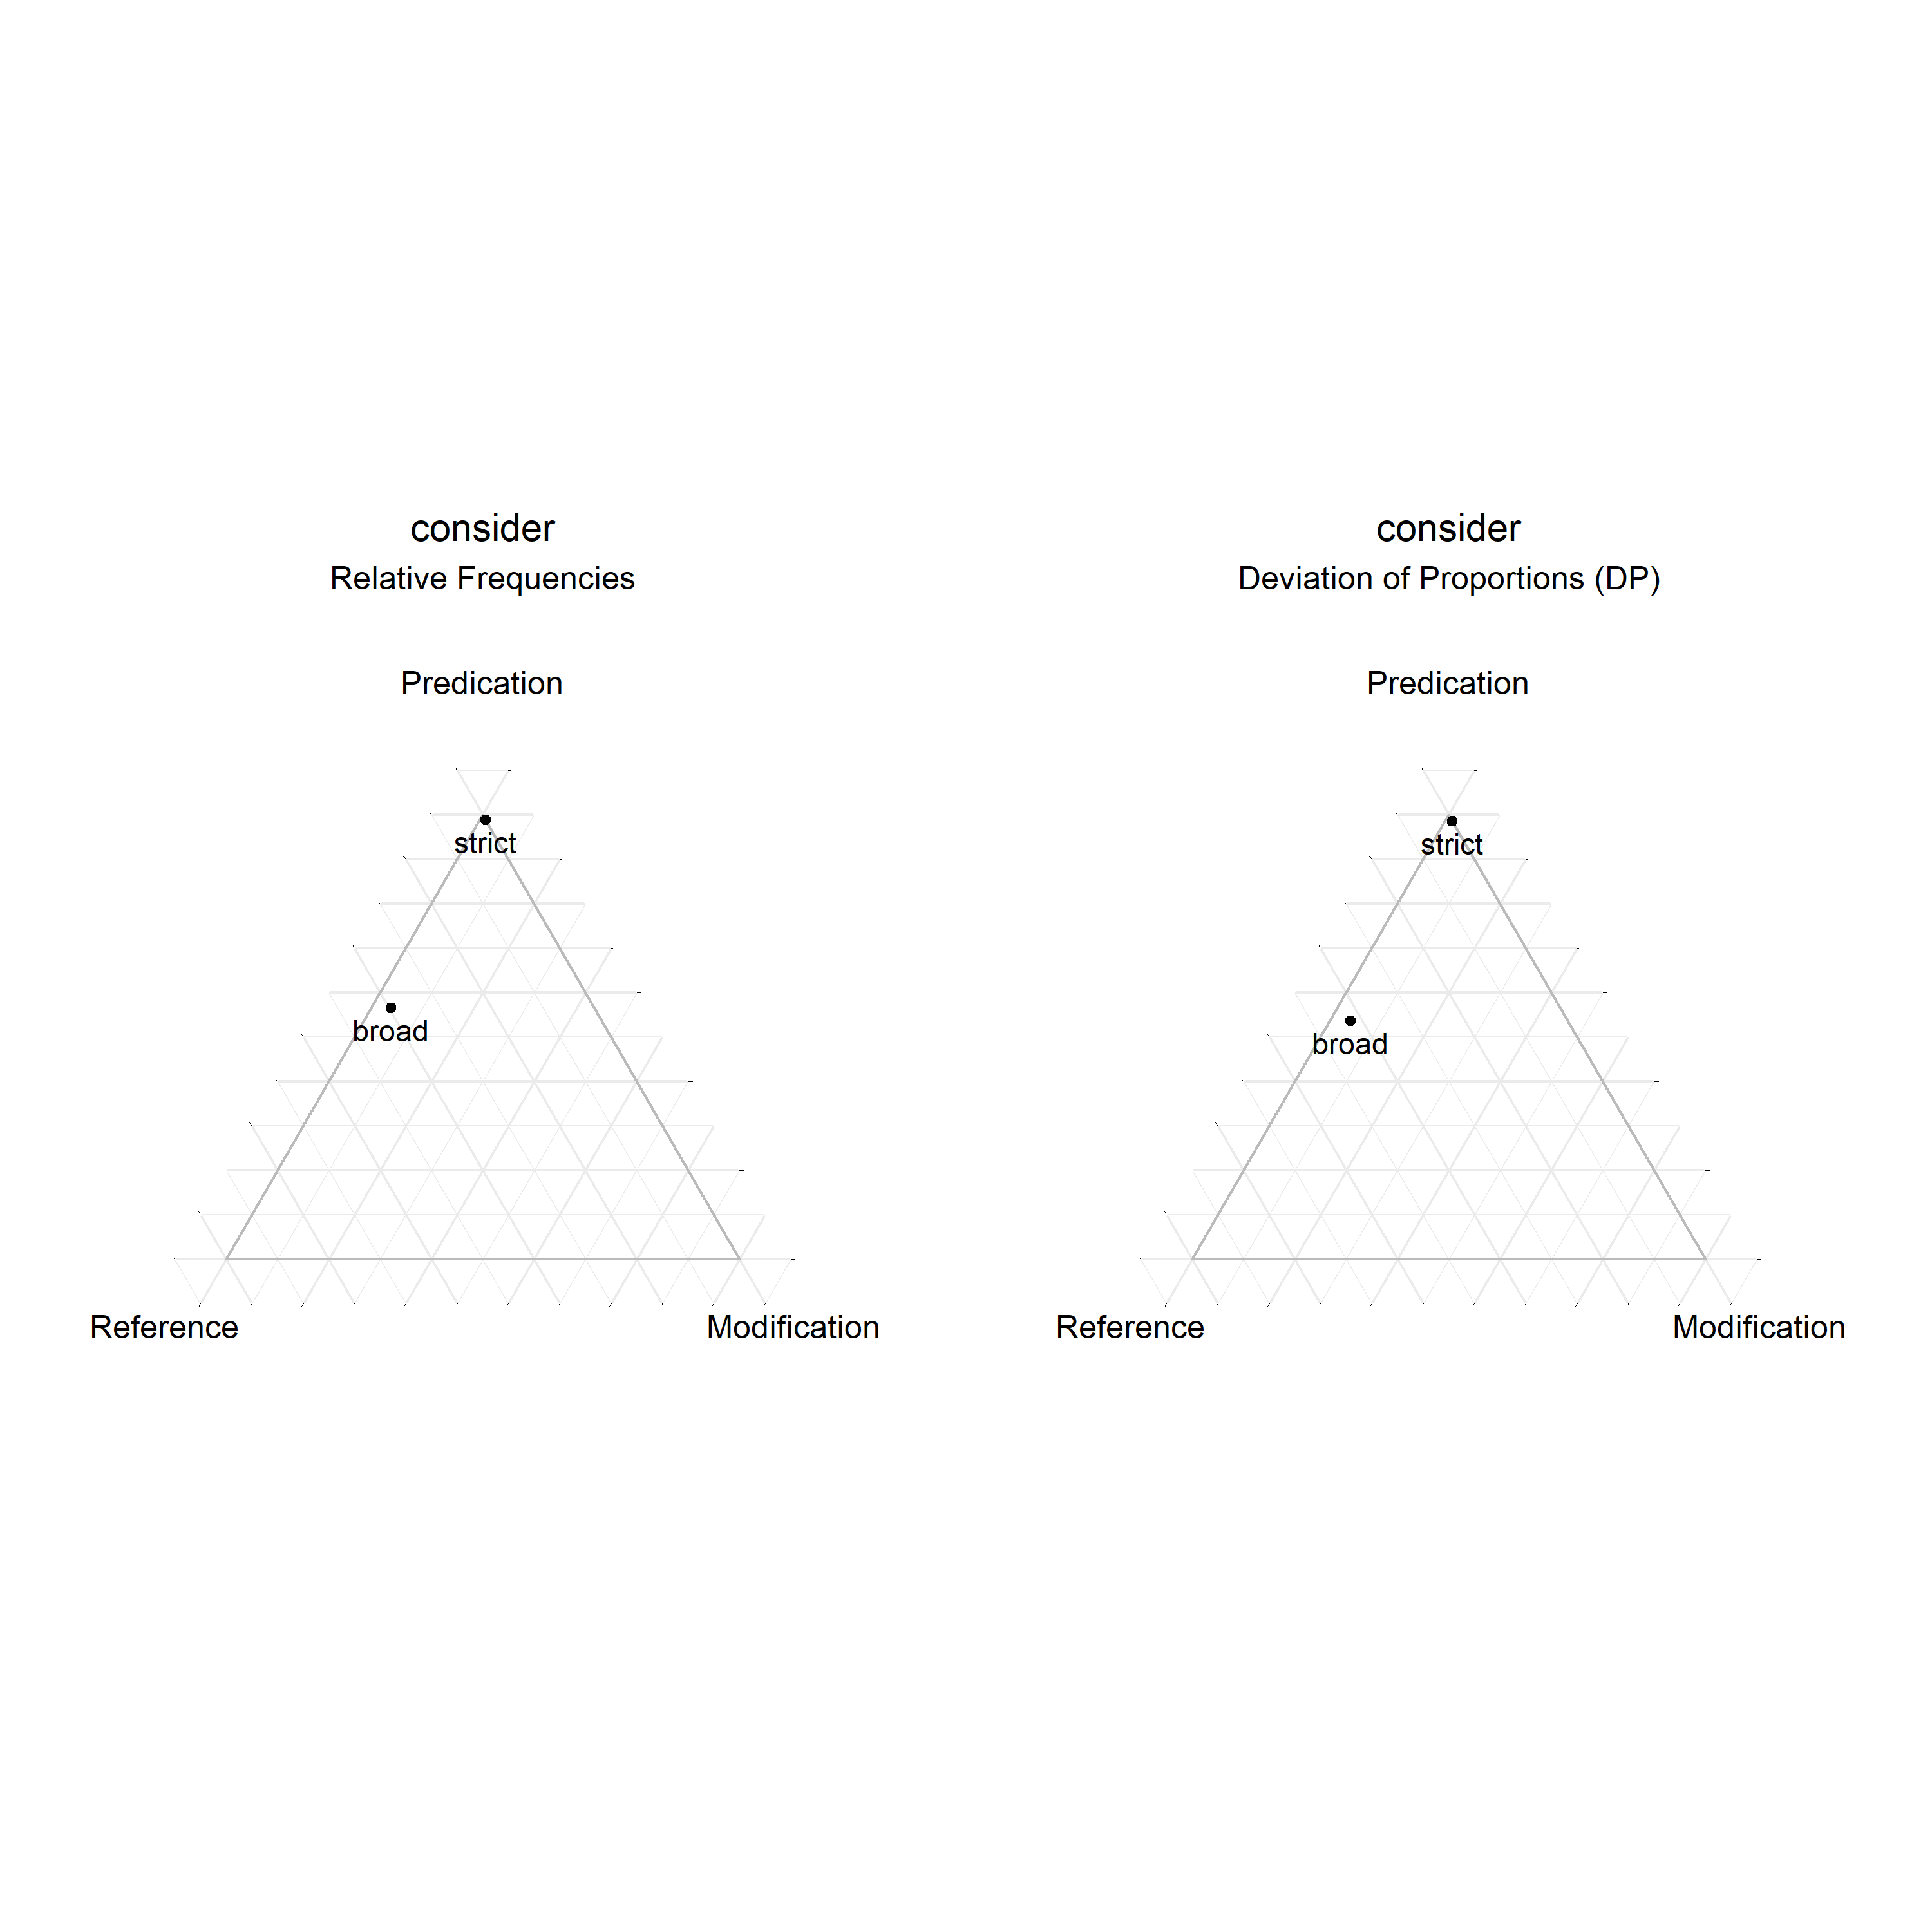 consider
Relative Frequencies
Predication
strict
broad
Reference
Modification
consider
Deviation of Proportions (DP)
Predication
strict
broad
Reference
Modification